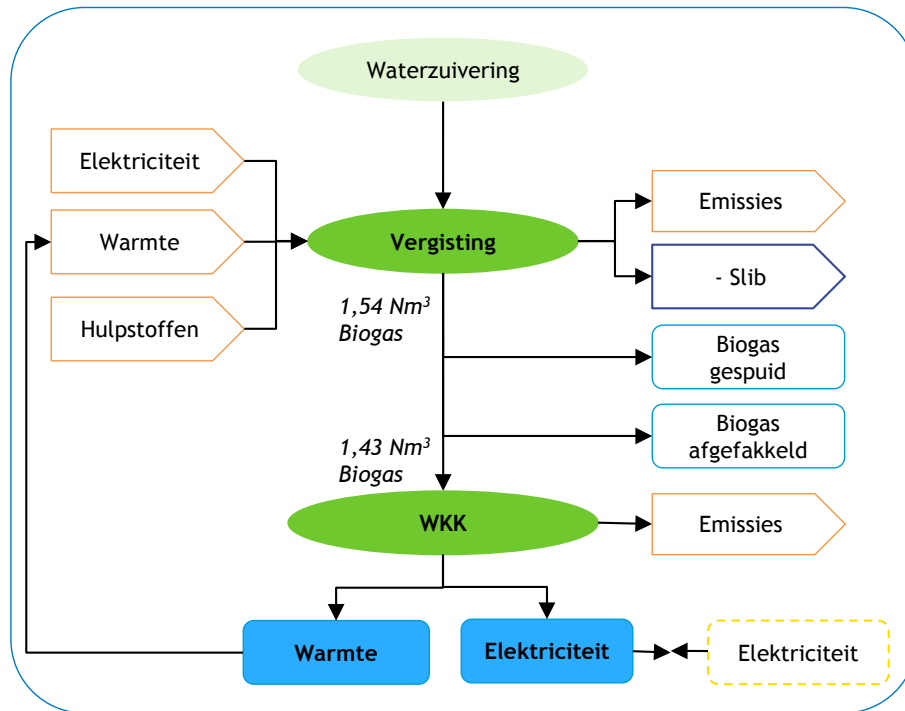 Waterzuivering
Elektriciteit
Warmte
Hulpstoffen
Vergisting
Emissies
- Slib
1,54 Nm³
Biogas
Biogas
gespuid
Biogas
afgefakkeld
1,43 Nm³
Biogas
WKK
Emissies
Warmte
Elektriciteit
Elektriciteit